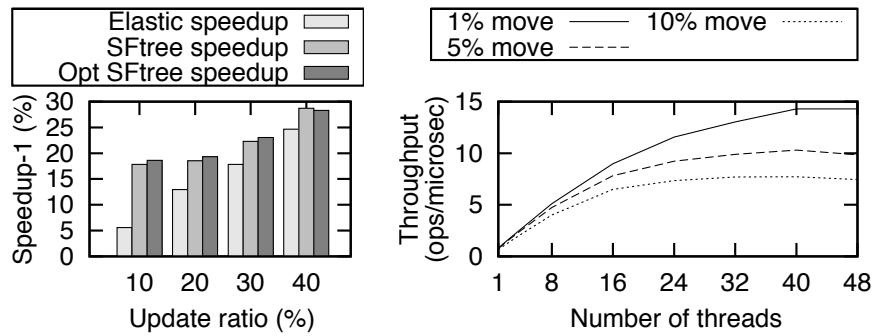 Elastic speedup
SFtree speedup
Opt SFtree speedup
Speedup-1 (%)
30
25
20
15
10
5
0
10 20 30 40
Update ratio (%)
1% move 10% move
5% move
Throughput
(ops/microsec)
15
10
5
0
1 8 16 24 32 40 48
Number of threads